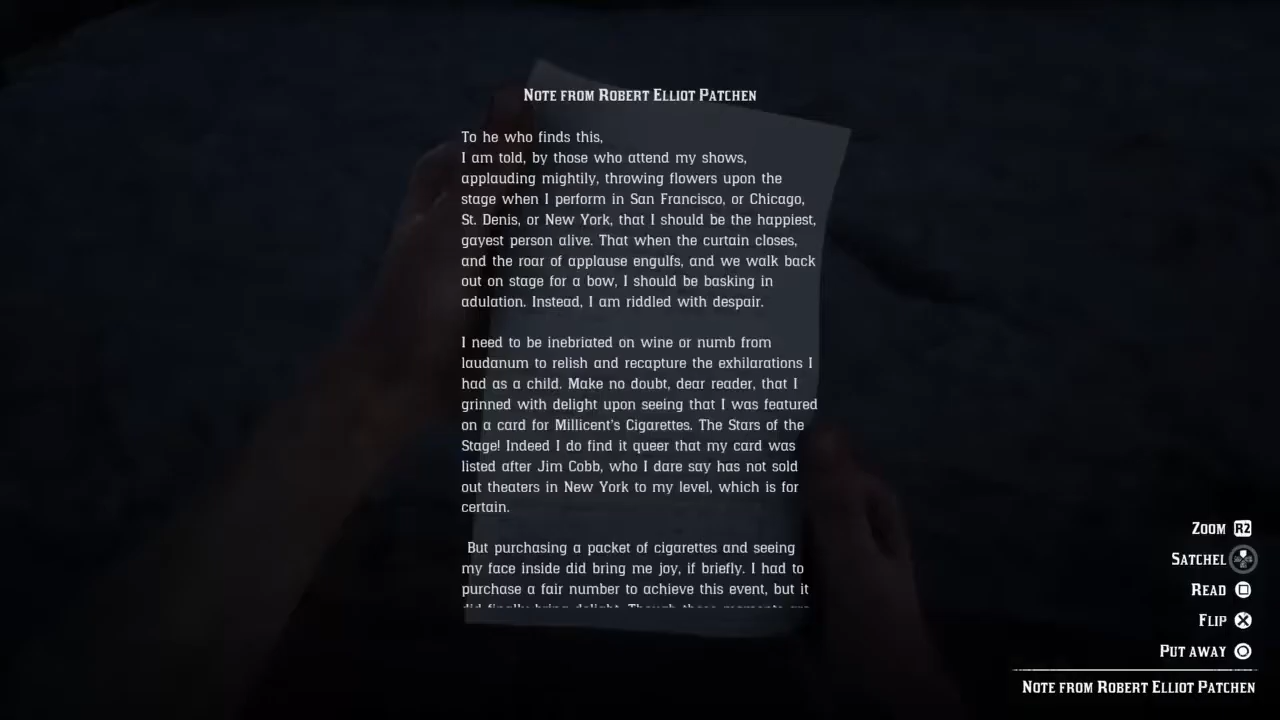 Note from Robert Elliot Patchen
To he who finds this,
I am told, by those who attend my shows,
applauding mightily, throwing flowers upon the
stage when I perform in San Francisco, or Chicago,
St. Denis, or New York, that I should be the happiest,
gayest person alive. That when the curtain closes,
and the roar of applause engulfs, and we walk back
out on stage for a bow, I should be basking in
adulation. Instead, I am riddled with despair.
I need to be inebriated on wine or numb from
laudanum to relish and recapture the exhilarations I
had as a child. Make no doubt, dear reader, that I
grinned with delight upon seeing that I was featured
on a card for Millicent's Cigarettes. The Stars of the
Stage! Indeed I do find it queer that my card was
listed after Jim Cobb, who I dare say has not sold
out theaters in New York to my level, which is for
certain.
But purchasing a packet of cigarettes and seeing
my face inside did bring me joy, if briefly. I had to
purchase a fair number to achieve this event, but it
did finally bring delight. Though these moments are
Zoom R2
Satchel
Read
Flip
Put away
Note from Robert Elliot Patchen